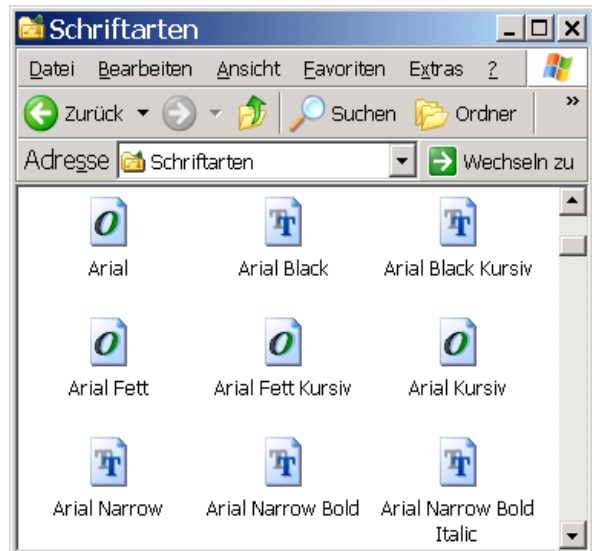 Schriftarten
Datei Bearbeiten Ansicht Favoriten Extras ?
Zurück Suchen Ordner »
Adresse Schriftarten Wechseln zu
Arial Arial Black Arial Black Kursiv
Arial Fett Arial Fett Kursiv Arial Kursiv
Arial Narrow Arial Narrow Bold Arial Narrow Bold
Italic